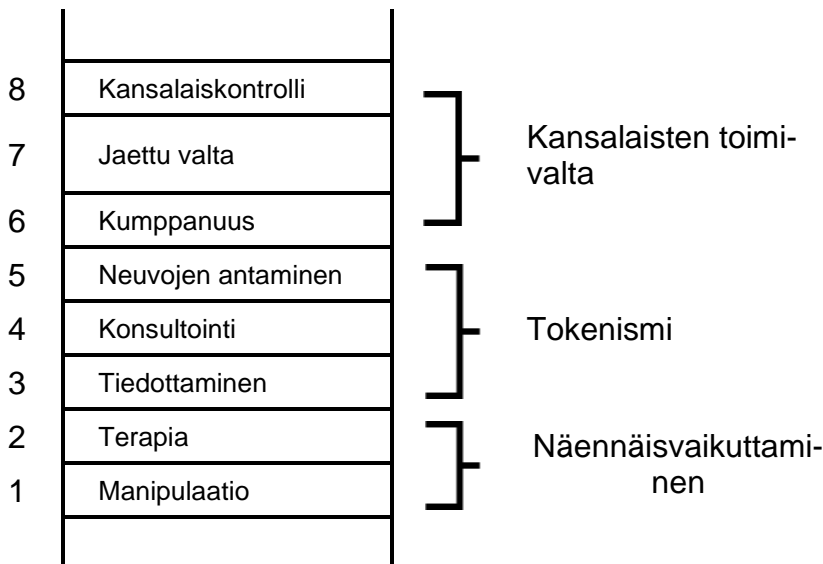 8 Kansalaiskontrolli
7 Jaettu valta
6 Kumppanuus
Kansalaisten toimi-
valta
5 Neuvojen antaminen
4 Konsultointi
3 Tiedottaminen
Tokenismi
2 Terapia
1 Manipulaatio
Näennäisvaikuttami-
nen